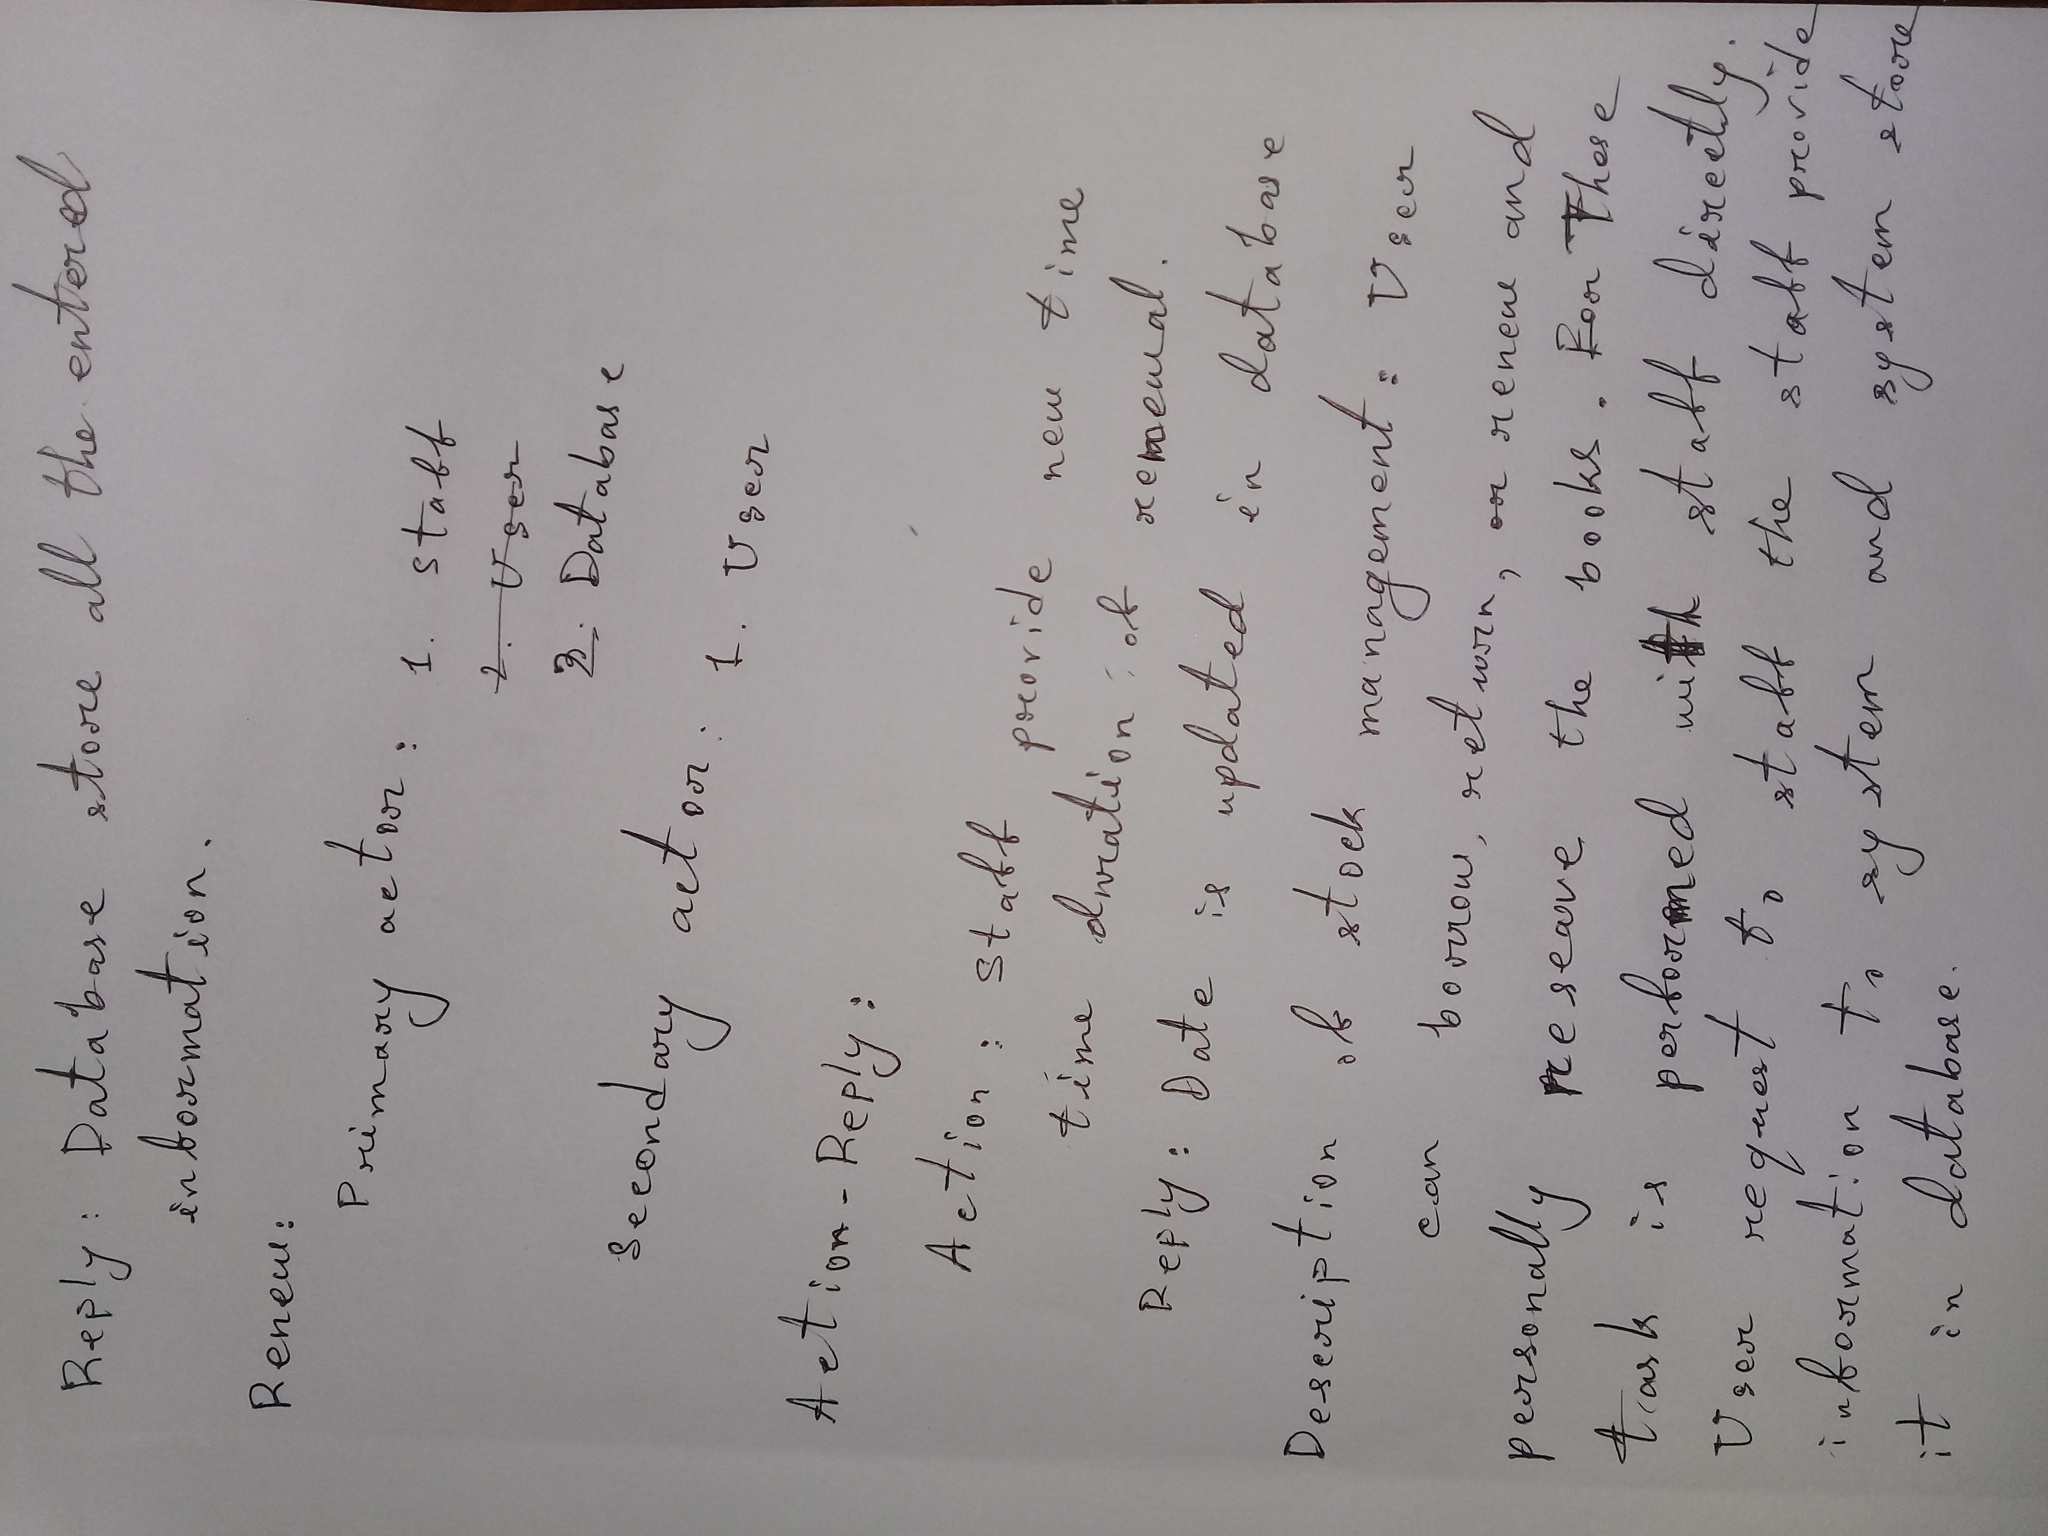 Reply: Database store all the entered
information.
Renew:
Primary actor: 1. Staff
2. User
2. Database
Secondary actor: 1. User
Action-Reply:
Action: Staff provide new time
time duration of renewal.
Reply: Date is updated in database
Description of stock management: User
can borrow, return, or renew and
personally reserve the books. For These
task is performed with staff directly.
User request to staff the staff provide
information to system and system store
it in database.